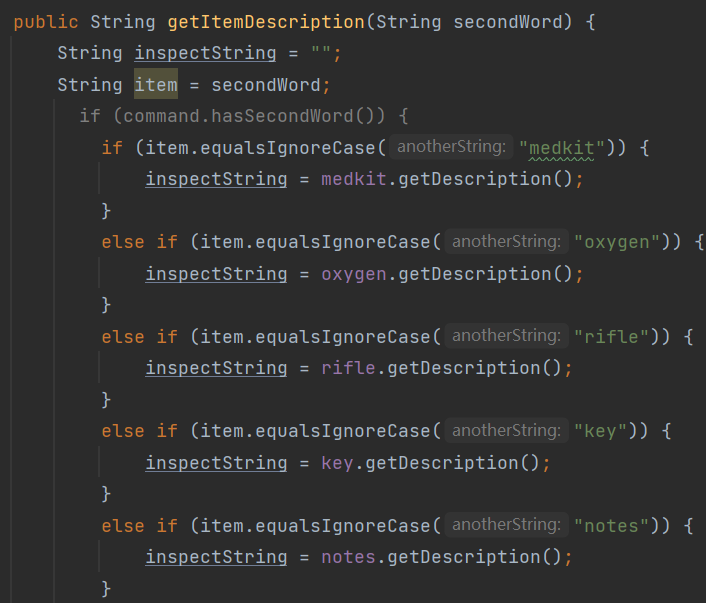 public String getItemDescription(String secondWord) {
    String inspectString = "";
    String item = secondWord;
      if (command.hasSecondWord()) {
        if (item.equalsIgnoreCase( anotherString: "medkit")) {
            inspectString = medkit.getDescription();
        }
        else if (item.equalsIgnoreCase( anotherString: "oxygen")) {
            inspectString = oxygen.getDescription();
        }
        else if (item.equalsIgnoreCase( anotherString: "rifle")) {
            inspectString = rifle.getDescription();
        }
        else if (item.equalsIgnoreCase( anotherString: "key")) {
            inspectString = key.getDescription();
        }
        else if (item.equalsIgnoreCase( anotherString: "notes")) {
            inspectString = notes.getDescription();
        }